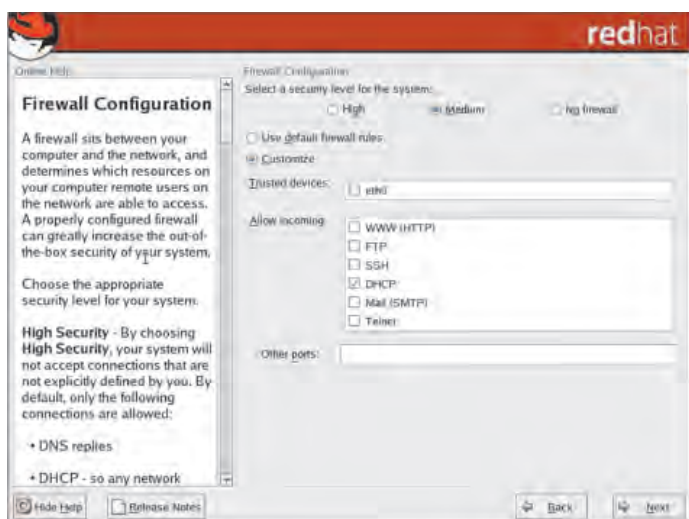 redhat
Online Help
Firewall Configuration
A firewall sits between your
computer and the network, and
determines which resources on
your computer remote users on
the network are able to access.
A properly configured firewall
can greatly increase the out-of-
the-box security of your system.
Choose the appropriate
security level for your system.
High Security - By choosing
High Security, your system will
not accept connections that are
not explicitly defined by you. By
default, only the following
connections are allowed:
• DNS replies
• DHCP - so any network
Firewall Configuration
Select a security level for the system:
High Medium No firewall
Use default firewall rules
Customize
Trusted devices: eth0
Allow incoming: WWW (HTTP)
FTP
SSH
DHCP
Mail (SMTP)
Telnet
Other ports:
Hide Help Release Notes Back Next